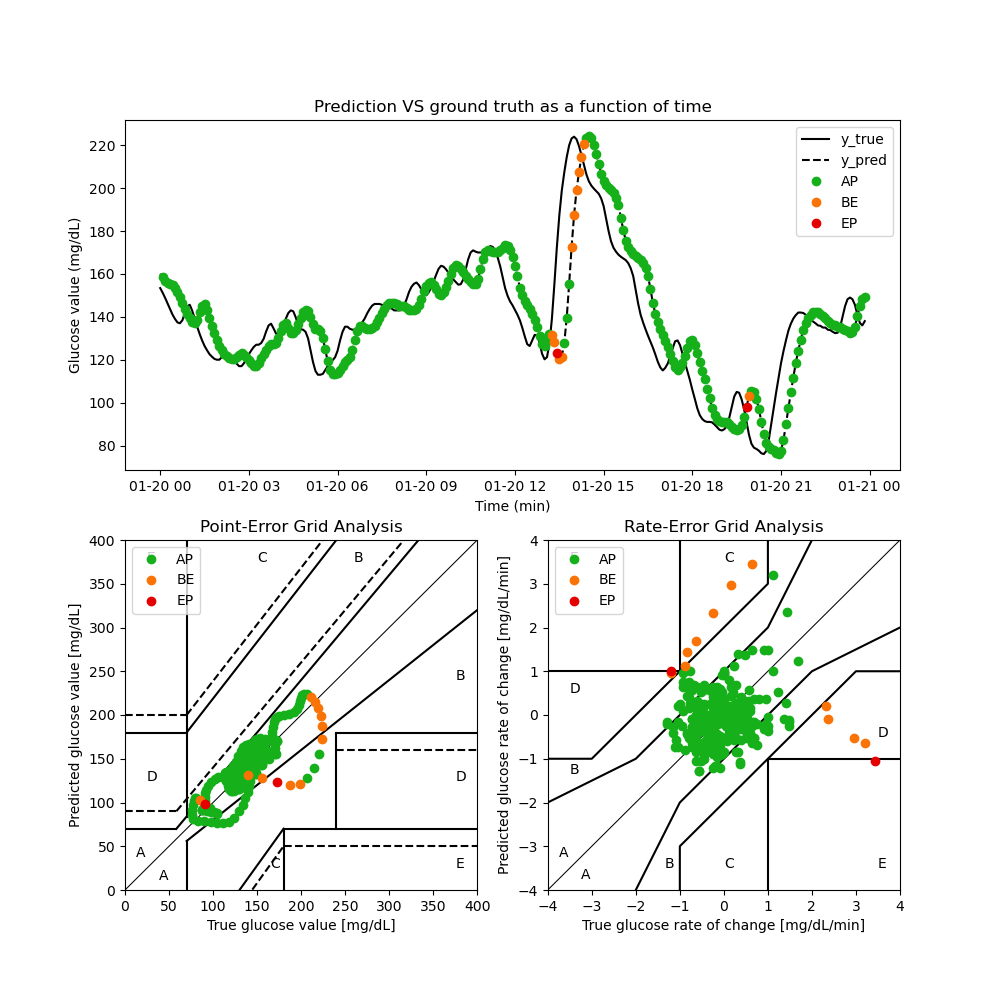 Prediction VS ground truth as a function of time
Glucose value (mg/dL)
220
200
180
160
140
120
100
80
y_true
y_pred
AP
BE
EP
01-20 00 01-20 03 01-20 06 01-20 09 01-20 12 01-20 15 01-20 18 01-20 21 01-21 00
Time (min)
Point-Error Grid Analysis
Predicted glucose value [mg/dL]
400
350
300
250
200
150
100
50
0
AP
BE
EP
C
B
B
D
D
A
A
C
E
0 50 100 150 200 250 300 350 400
True glucose value [mg/dL]
Rate-Error Grid Analysis
Predicted glucose rate of change [mg/dL/min]
4
3
2
1
0
−1
−2
−3
−4
AP
BE
EP
C
D
D
B
A
A
B
C
E
−4 −3 −2 −1 0 1 2 3 4
True glucose rate of change [mg/dL/min]